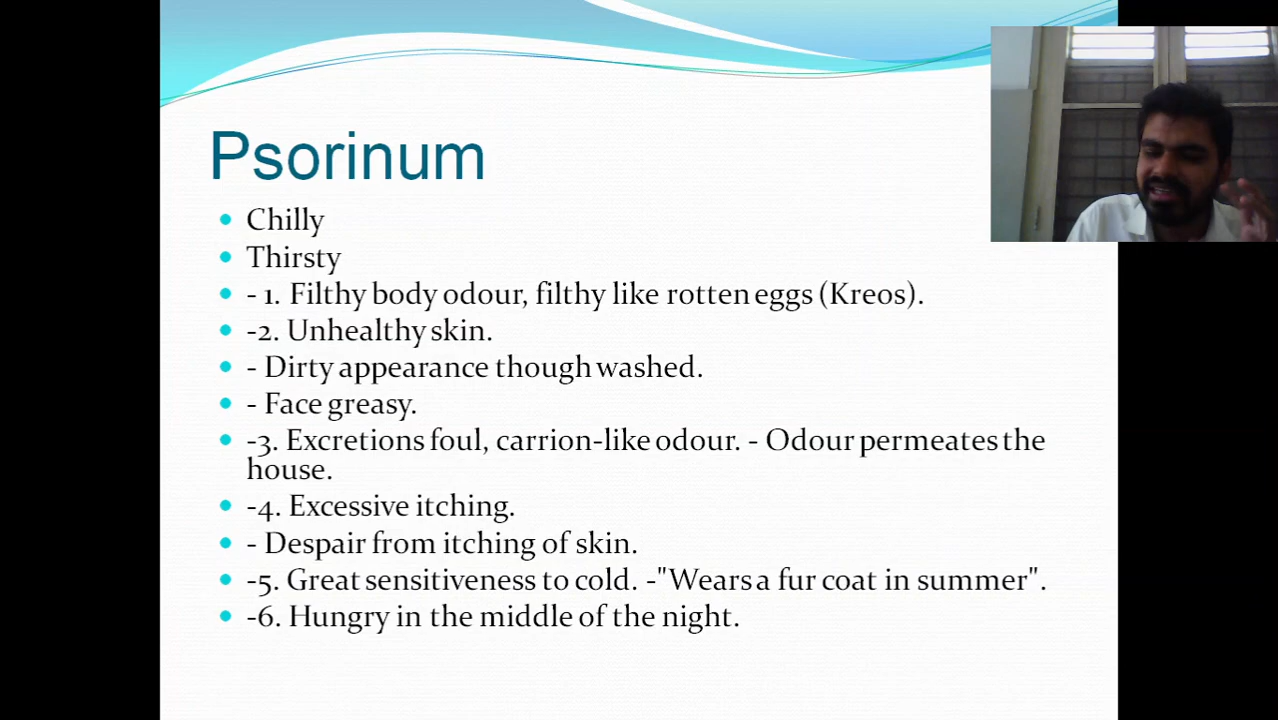 Psorinum
• Chilly
• Thirsty
• - 1. Filthy body odour, filthy like rotten eggs (Kreos).
• -2. Unhealthy skin.
• - Dirty appearance though washed.
• - Face greasy.
• -3. Excretions foul, carrion-like odour. - Odour permeates the
house.
• -4. Excessive itching.
• - Despair from itching of skin.
• -5. Great sensitiveness to cold. -"Wears a fur coat in summer".
• -6. Hungry in the middle of the night.